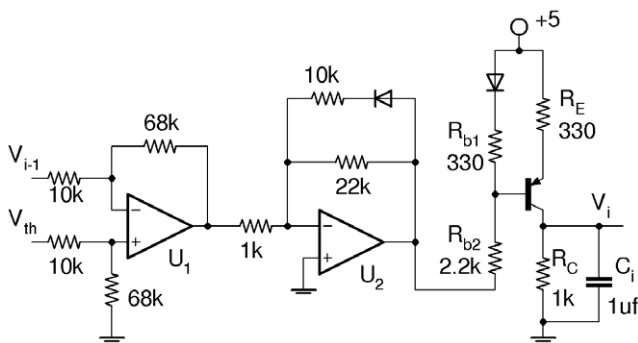 +5
10k
68k
R_E
330
R_b1
330
V_i-1
10k
22k
V_i
V_th
10k
−
+
U_1
1k
−
+
U_2
R_b2
2.2k
R_C
1k
C_i
1uf
68k